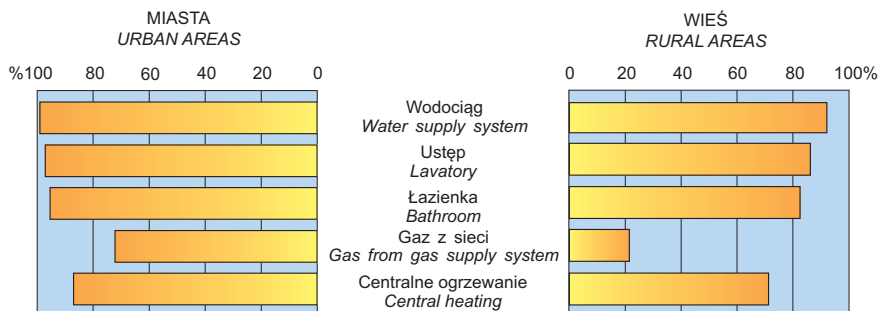 MIASTA
URBAN AREAS
WIEŚ
RURAL AREAS
%100 80 60 40 20 0
0 20 40 60 80 100%
Wodociąg
Water supply system
Ustęp
Lavatory
Łazienka
Bathroom
Gaz z sieci
Gas from gas supply system
Centralne ogrzewanie
Central heating